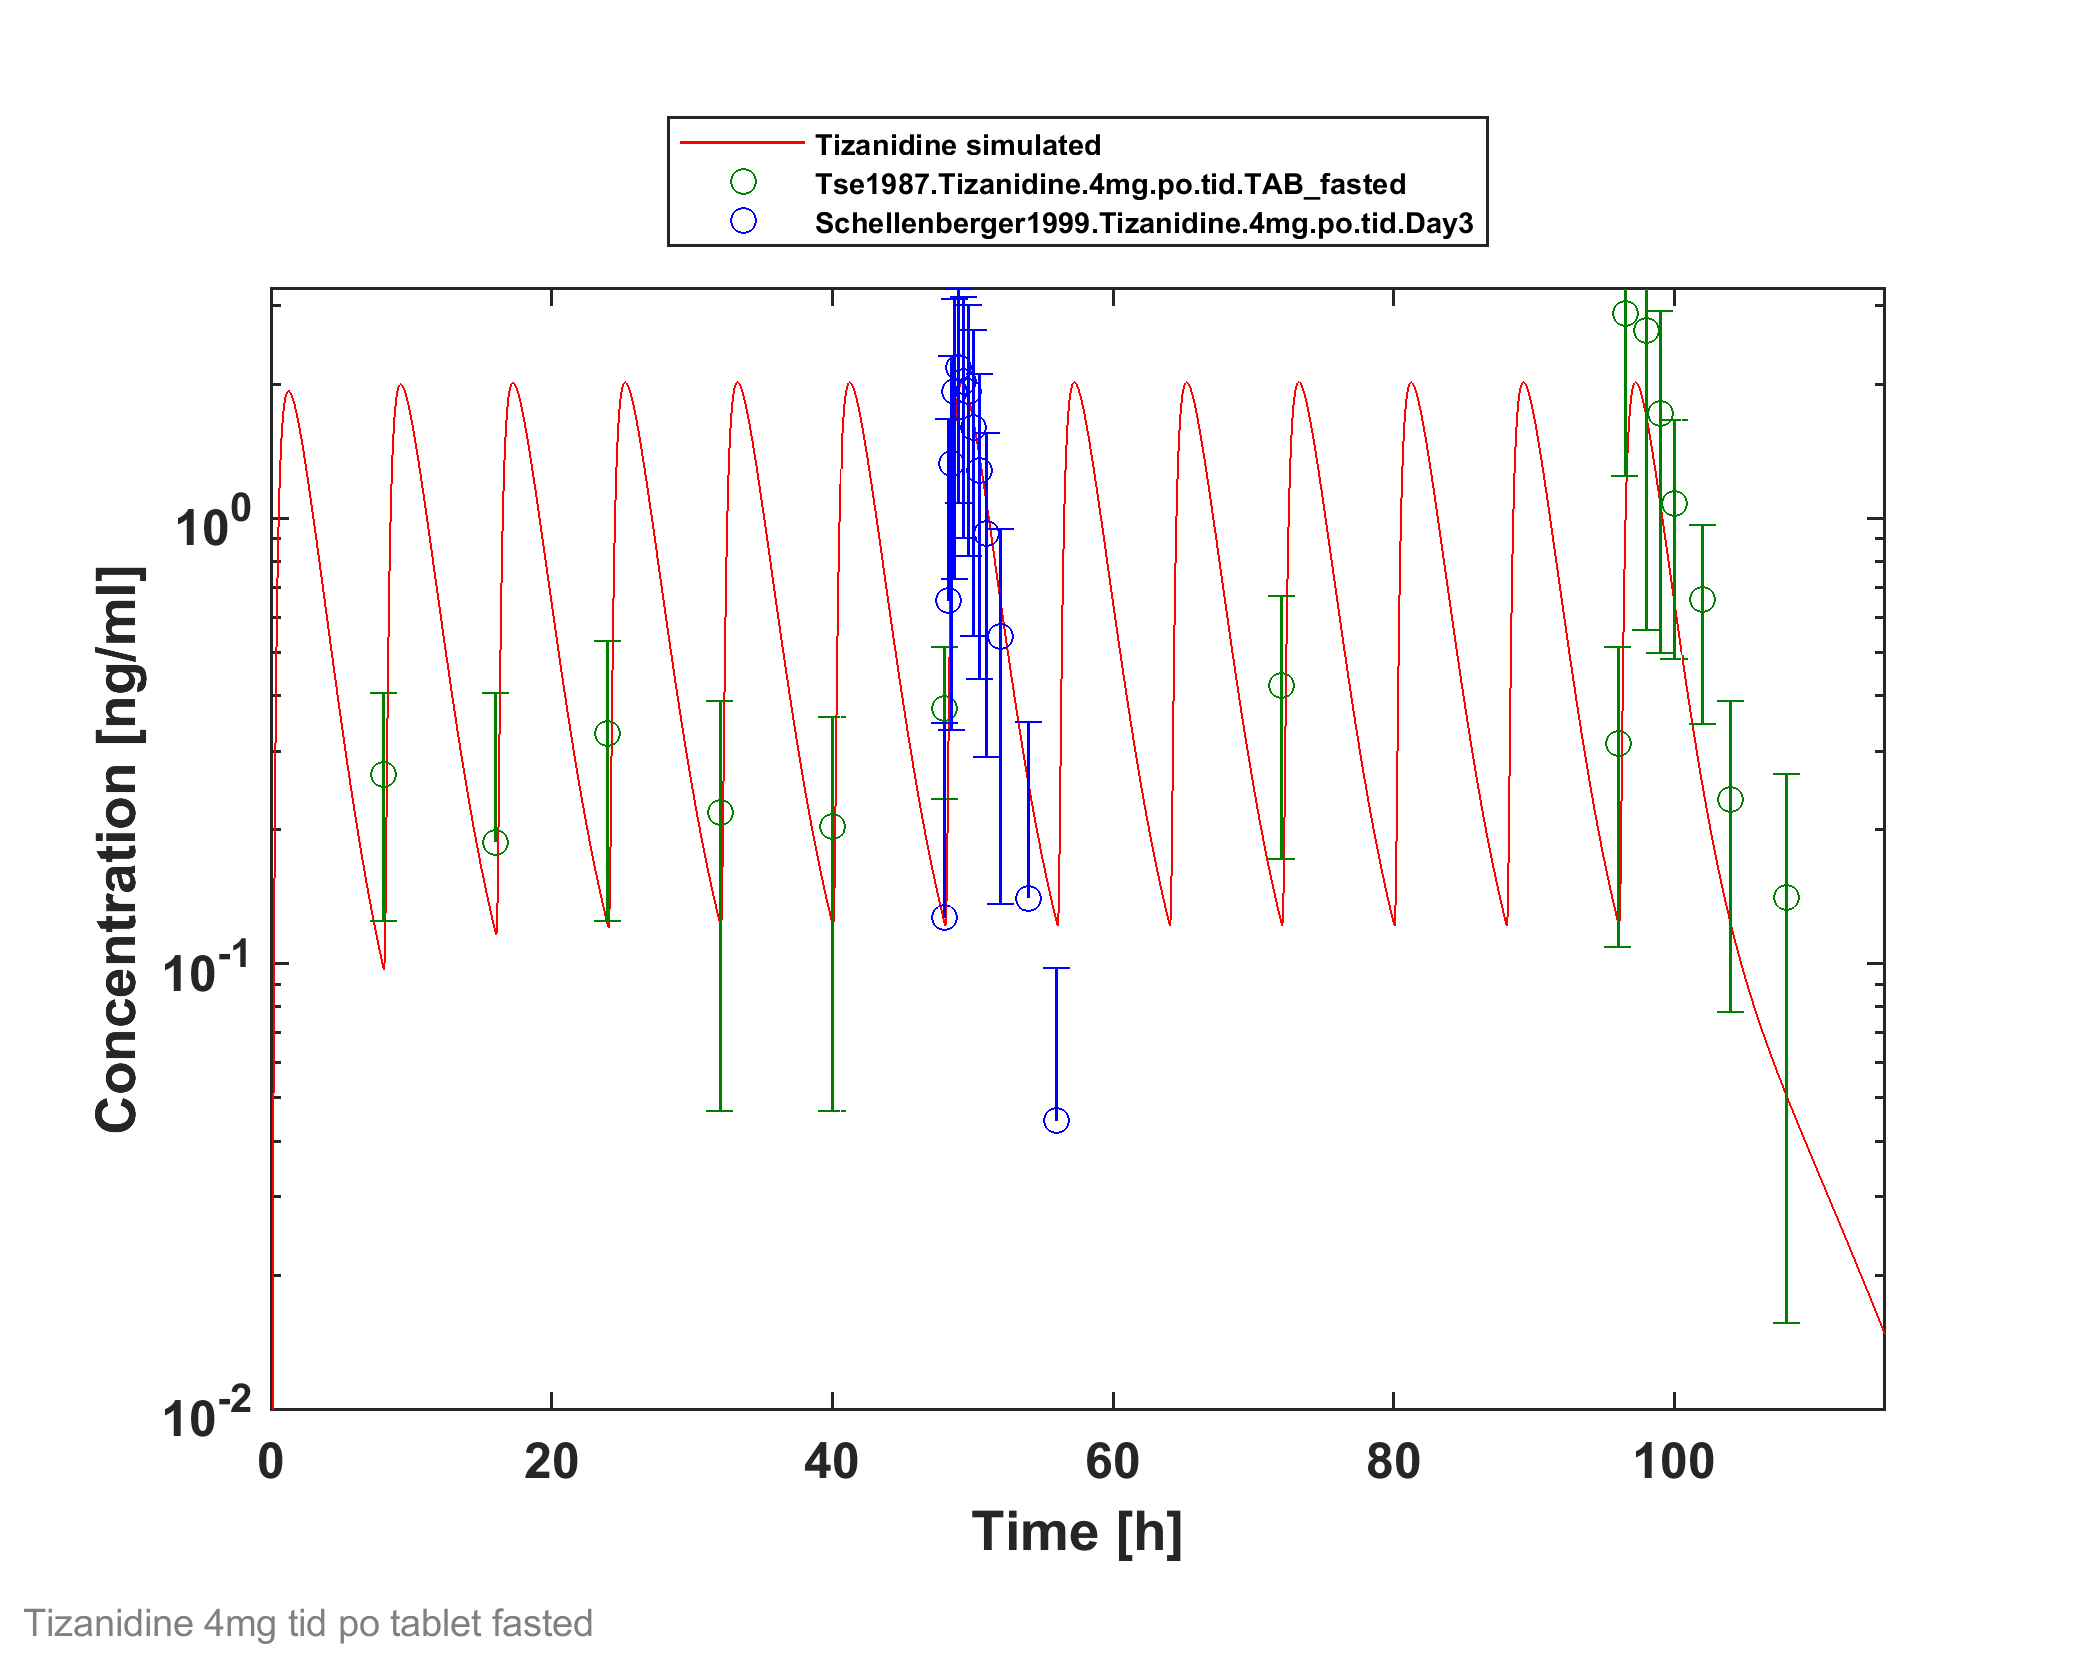 Tizanidine simulated
Tse1987.Tizanidine.4mg.po.tid.TAB_fasted
Schellenberger1999.Tizanidine.4mg.po.tid.Day3
Concentration [ng/ml]
10^0
10^-1
10^-2
0 20 40 60 80 100
Time [h]
Tizanidine 4mg tid po tablet fasted